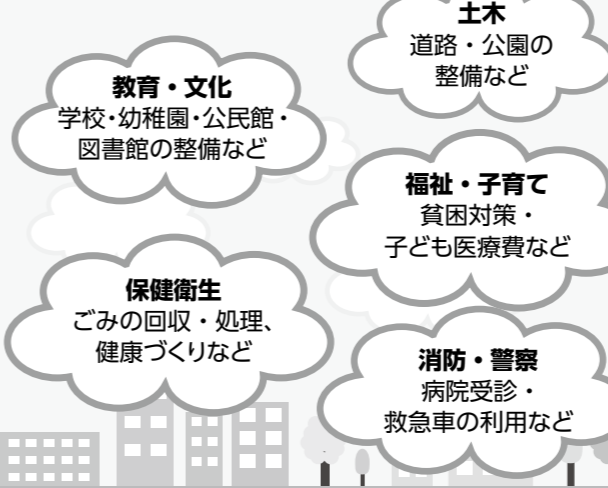 土木
道路・公園の
整備など
教育・文化
学校・幼稚園・公民館・
図書館の整備など
福祉・子育て
貧困対策・
子ども医療費など
保健衛生
ごみの回収・処理、
健康づくりなど
消防・警察
病院受診・
救急車の利用など